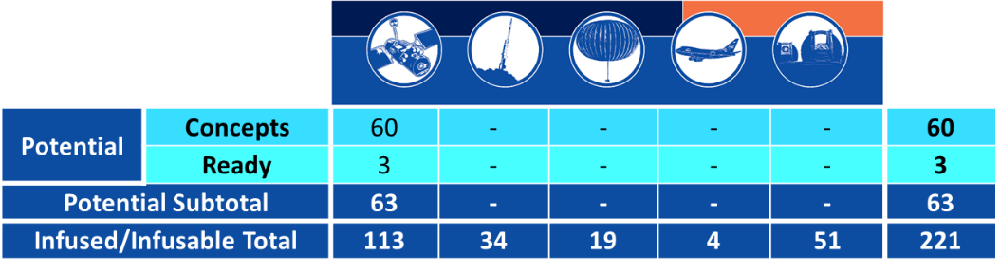 Concepts 60 - - - - 60
Potential
Ready 3 - - - - 3
Potential Subtotal 63 - - - - 63
Infused/Infusable Total 113 34 19 4 51 221